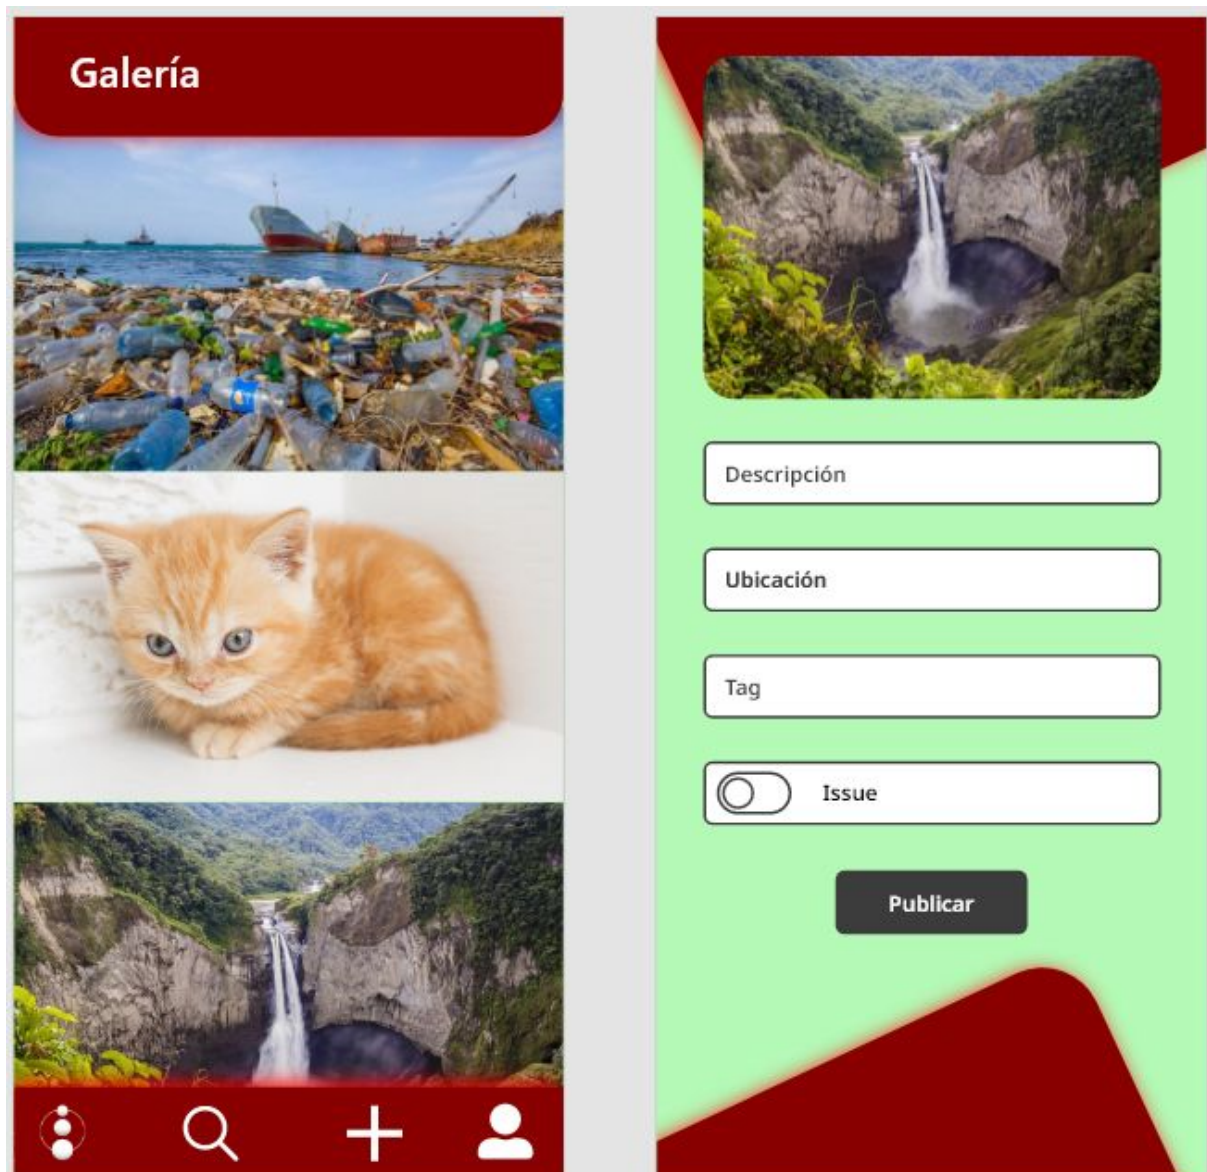 Galería
Descripción
Ubicación
Tag
Issue
Publicar